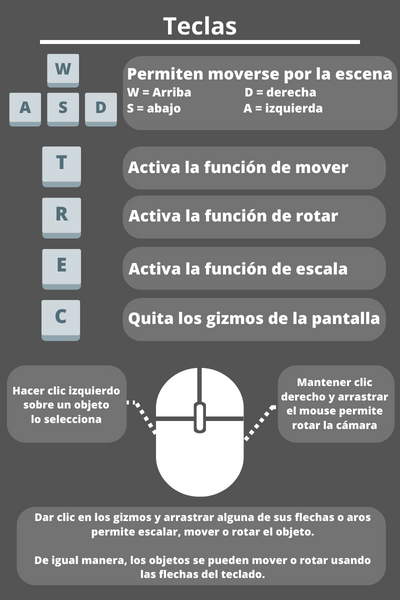 Teclas
W
A S D
Permiten moverse por la escena
W = Arriba D = derecha
S = abajo A = izquierda
T
Activa la función de mover
R
Activa la función de rotar
E
Activa la función de escala
C
Quita los gizmos de la pantalla
Hacer clic izquierdo
sobre un objeto
lo selecciona
Mantener clic
derecho y arrastrar
el mouse permite
rotar la cámara
Dar clic en los gizmos y arrastrar alguna de sus flechas o aros
permite escalar, mover o rotar el objeto.
De igual manera, los objetos se pueden mover o rotar usando
las flechas del teclado.